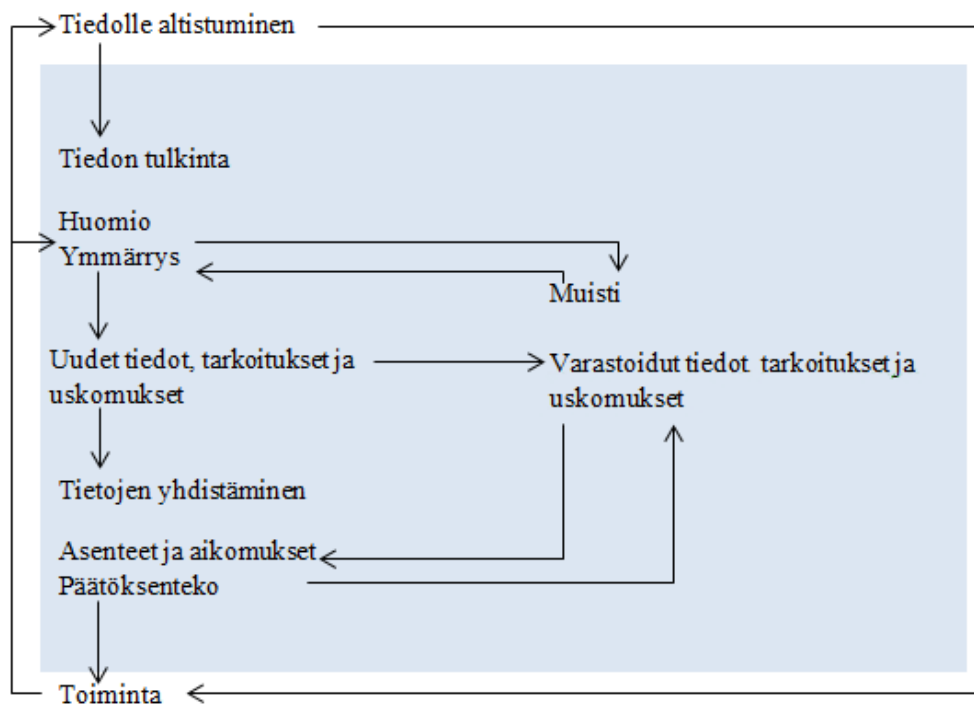 Tiedolle altistuminen
Tiedon tulkinta
Huomio
Ymmärrys
Muisti
Uudet tiedot, tarkoitukset ja
uskomukset
Varastoidut tiedot tarkoitukset ja
uskomukset
Tietojen yhdistäminen
Asenteet ja aikomukset
Päätöksenteko
Toiminta